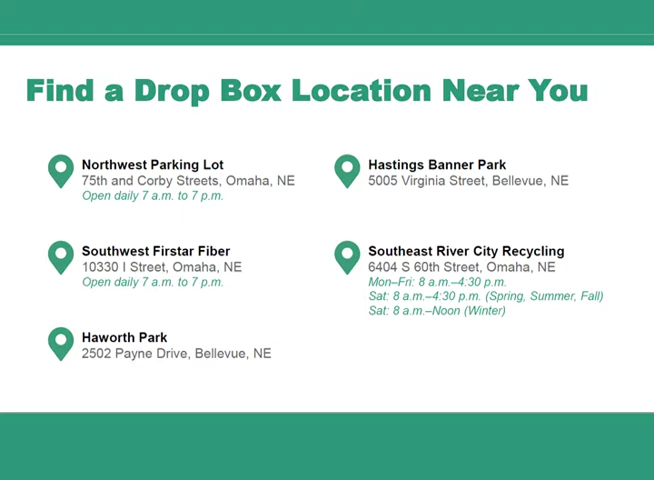 Find a Drop Box Location Near You
Northwest Parking Lot
75th and Corby Streets, Omaha, NE
Open daily 7 a.m. to 7 p.m.
Southwest Firstar Fiber
10330 I Street, Omaha, NE
Open daily 7 a.m. to 7 p.m.
Haworth Park
2502 Payne Drive, Bellevue, NE
Hastings Banner Park
5005 Virginia Street, Bellevue, NE
Southeast River City Recycling
6404 S 60th Street, Omaha, NE
Mon–Fri: 8 a.m.–4:30 p.m.
Sat: 8 a.m.–4:30 p.m. (Spring, Summer, Fall)
Sat: 8 a.m.–Noon (Winter)